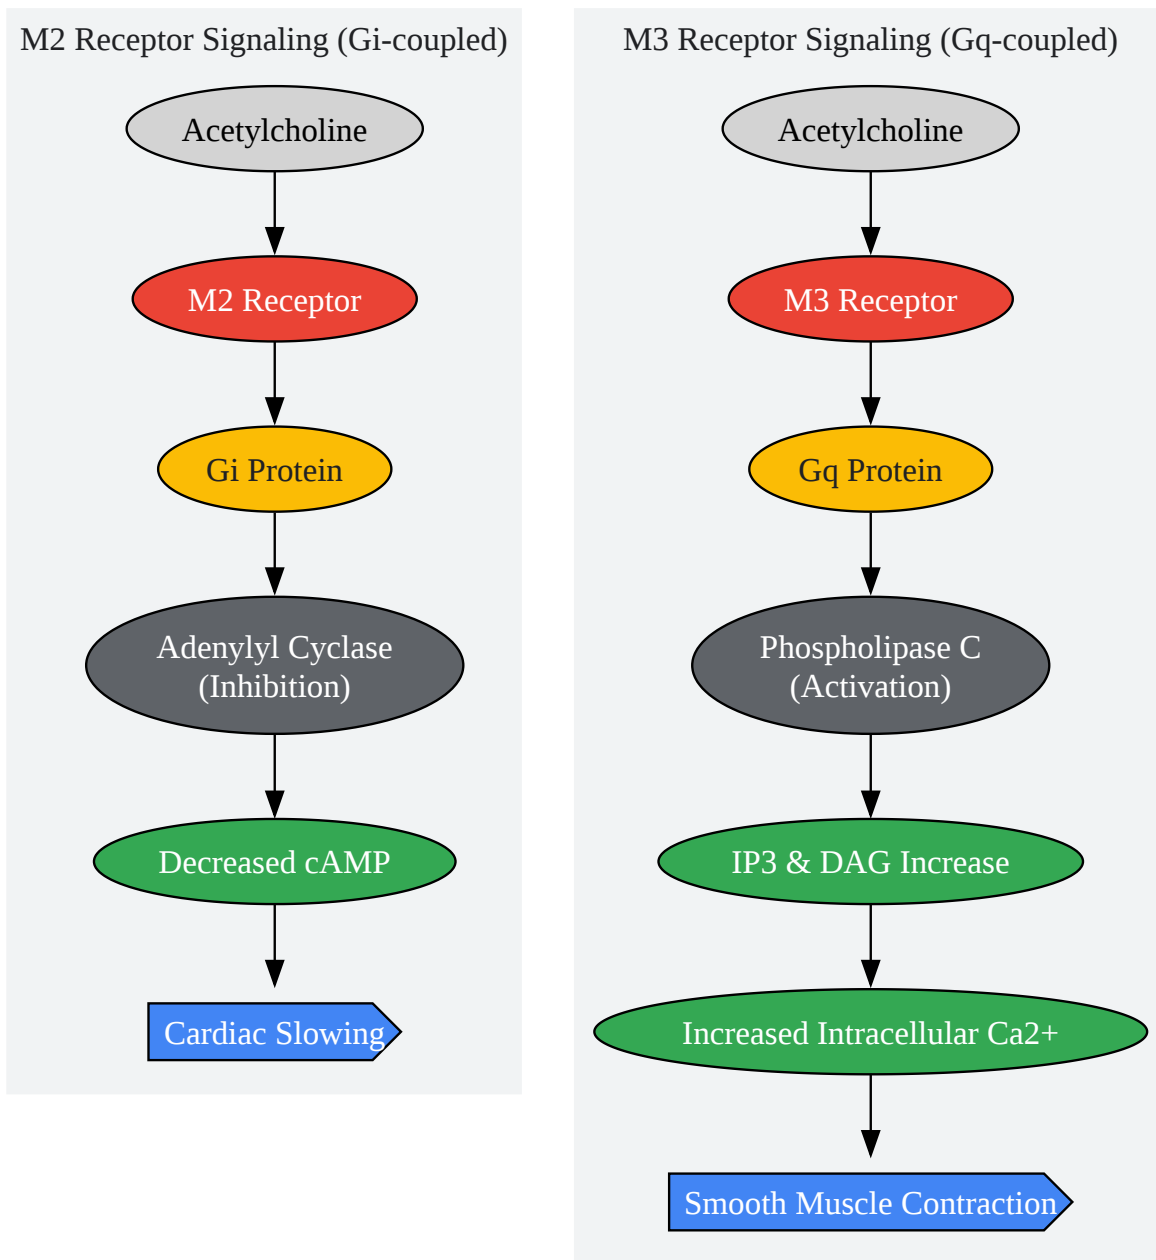 M2 Receptor Signaling (Gi-coupled)
Acetylcholine
M2 Receptor
Gi Protein
Adenylyl Cyclase
(Inhibition)
Decreased cAMP
Cardiac Slowing
M3 Receptor Signaling (Gq-coupled)
Acetylcholine
M3 Receptor
Gq Protein
Phospholipase C
(Activation)
IP3 & DAG Increase
Increased Intracellular Ca2+
Smooth Muscle Contraction